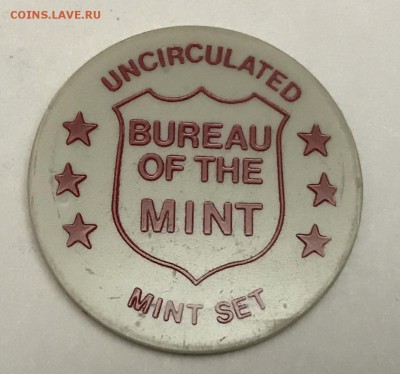 COINS.LAVE.RU
UNCIRCULATED
BUREAU
OF THE
MINT
MINT SET